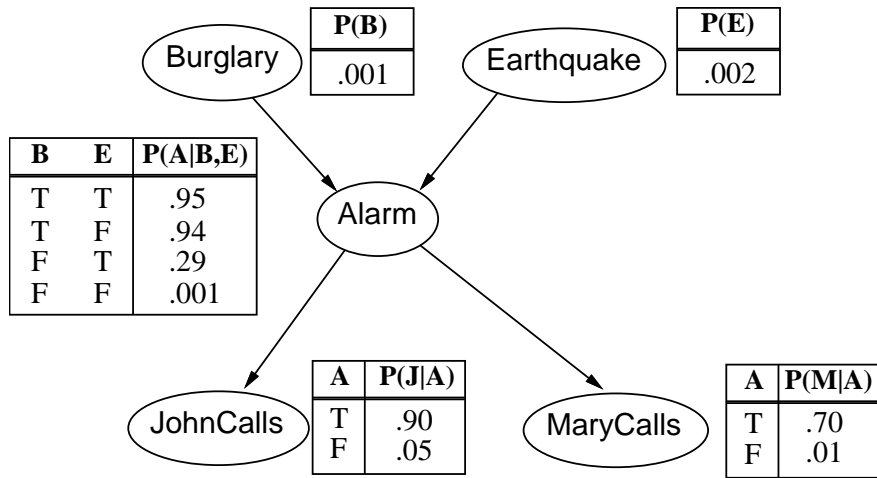 Burglary
P(B)
.001
Earthquake
P(E)
.002
B E P(A|B,E)
T T .95
T F .94
F T .29
F F .001
Alarm
JohnCalls
A P(J|A)
T .90
F .05
MaryCalls
A P(M|A)
T .70
F .01